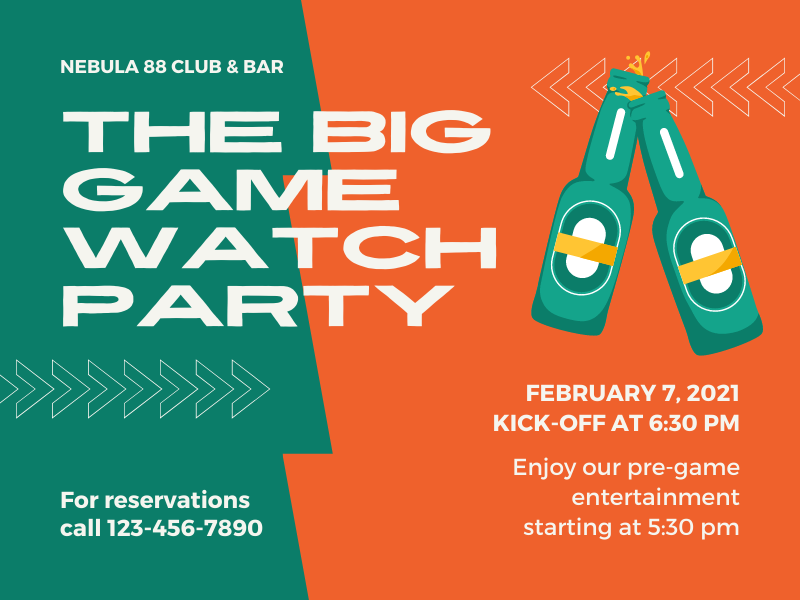 NEBULA 88 CLUB & BAR
THE BIG
GAME
WATCH
PARTY
FEBRUARY 7, 2021
KICK-OFF AT 6:30 PM
Enjoy our pre-game
entertainment
starting at 5:30 pm
For reservations
call 123-456-7890